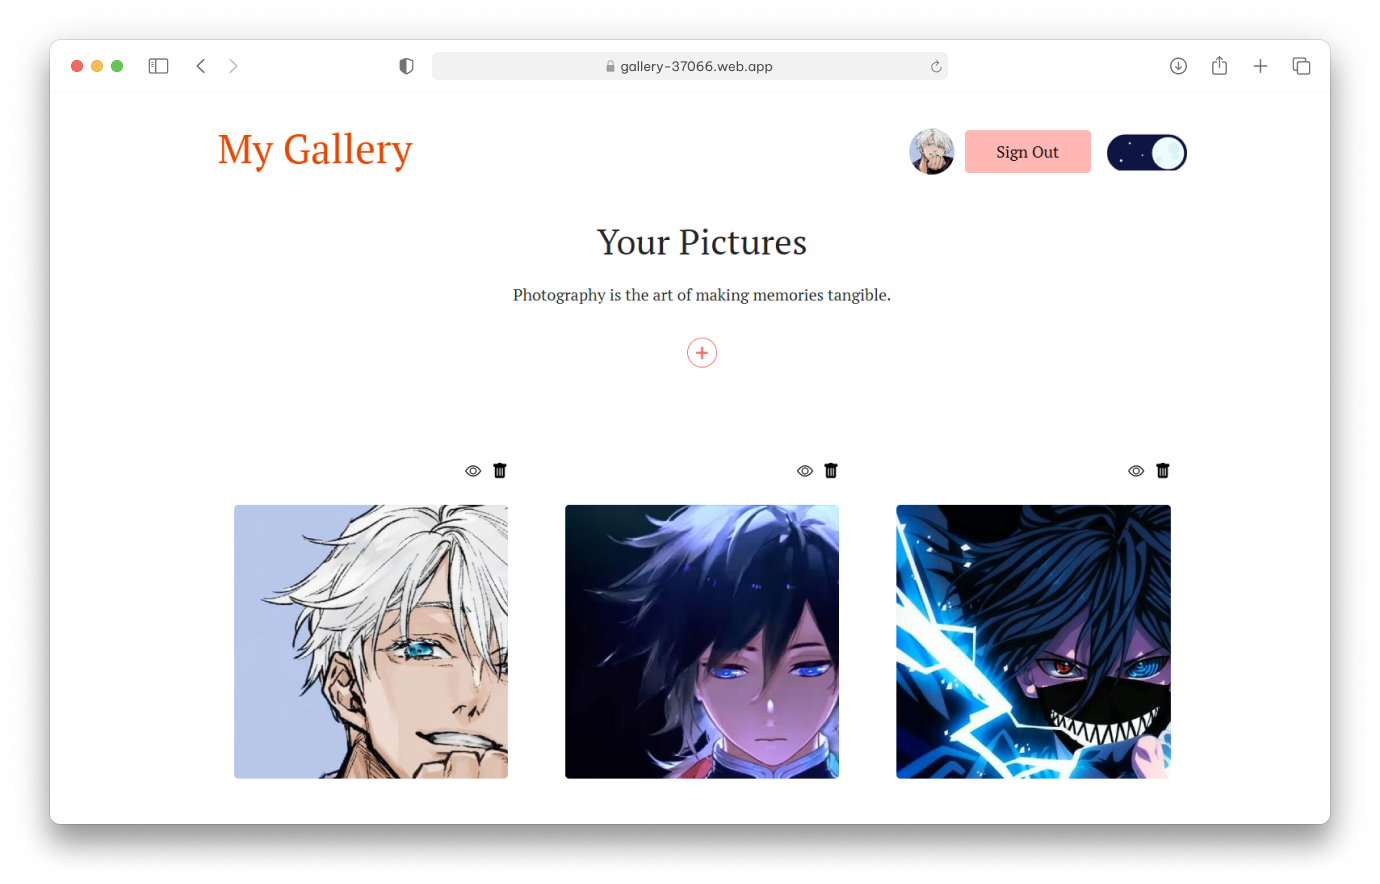 gallery-37066.web.app
My Gallery
Sign Out
Your Pictures
Photography is the art of making memories tangible.